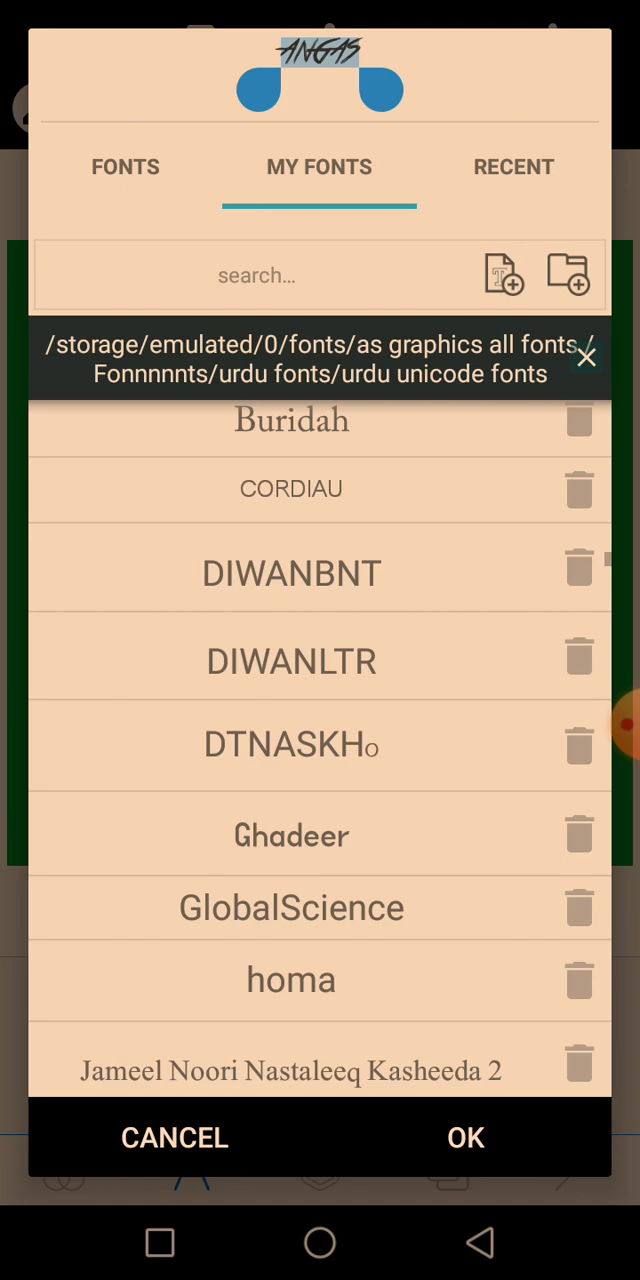 ANGAS
FONTS
MY FONTS
RECENT
search...
/storage/emulated/0/fonts/as graphics all fonts /
Fonnnnnts/urdu fonts/urdu unicode fonts
Buridah
CORDIAU
DIWANBNT
DIWANLTR
DTNASKHo
Ghadeer
GlobalScience
homa
Jameel Noori Nastaleeq Kasheeda 2
CANCEL
OK